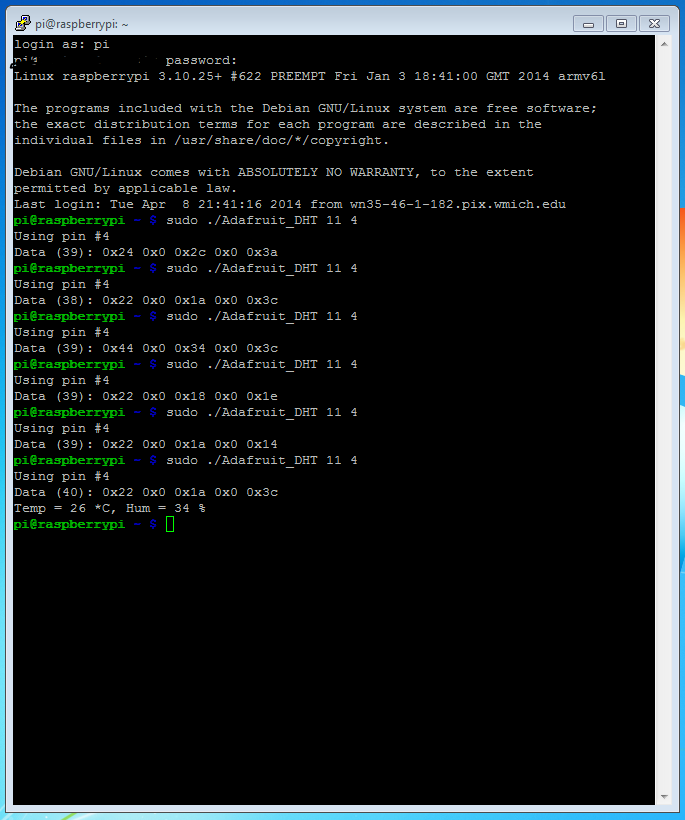 pi@raspberrypi: ~
login as: pi
password:
Linux raspberrypi 3.10.25+ #622 PREEMPT Fri Jan 3 18:41:00 GMT 2014 armv6l
The programs included with the Debian GNU/Linux system are free software;
the exact distribution terms for each program are described in the
individual files in /usr/share/doc/*/copyright.
Debian GNU/Linux comes with ABSOLUTELY NO WARRANTY, to the extent
permitted by applicable law.
Last login: Tue Apr  8 21:41:16 2014 from wn35-46-1-182.pix.wmich.edu
pi@raspberrypi ~ $ sudo ./Adafruit_DHT 11 4
Using pin #4
Data (39): 0x24 0x0 0x2c 0x0 0x3a
pi@raspberrypi ~ $ sudo ./Adafruit_DHT 11 4
Using pin #4
Data (38): 0x22 0x0 0x1a 0x0 0x3c
pi@raspberrypi ~ $ sudo ./Adafruit_DHT 11 4
Using pin #4
Data (39): 0x44 0x0 0x34 0x0 0x3c
pi@raspberrypi ~ $ sudo ./Adafruit_DHT 11 4
Using pin #4
Data (39): 0x22 0x0 0x18 0x0 0x1e
pi@raspberrypi ~ $ sudo ./Adafruit_DHT 11 4
Using pin #4
Data (39): 0x22 0x0 0x1a 0x0 0x14
pi@raspberrypi ~ $ sudo ./Adafruit_DHT 11 4
Using pin #4
Data (40): 0x22 0x0 0x1a 0x0 0x3c
Temp = 26 *C, Hum = 34 %
pi@raspberrypi ~ $